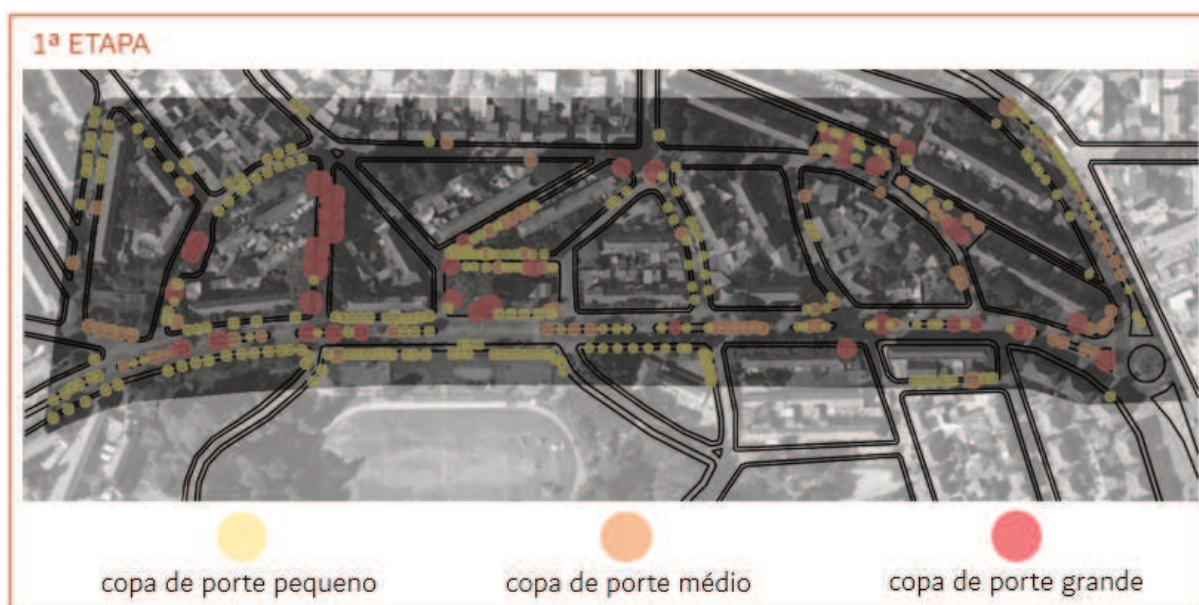 1ª ETAPA
copa de porte pequeno
copa de porte médio
copa de porte grande